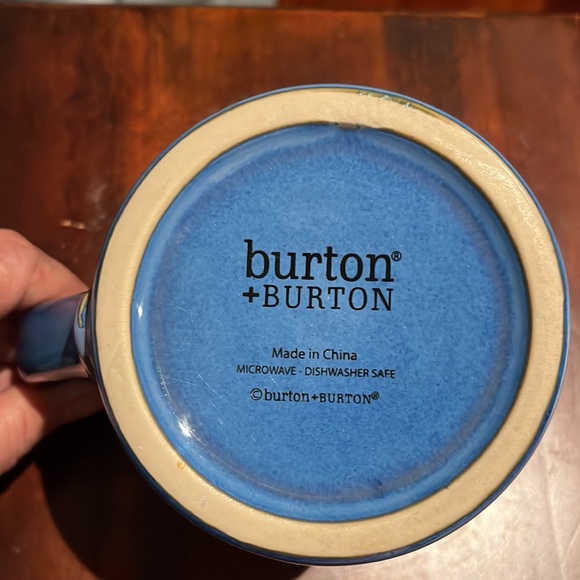 burton®
+BURTON
Made in China
MICROWAVE - DISHWASHER SAFE
©burton+BURTON®